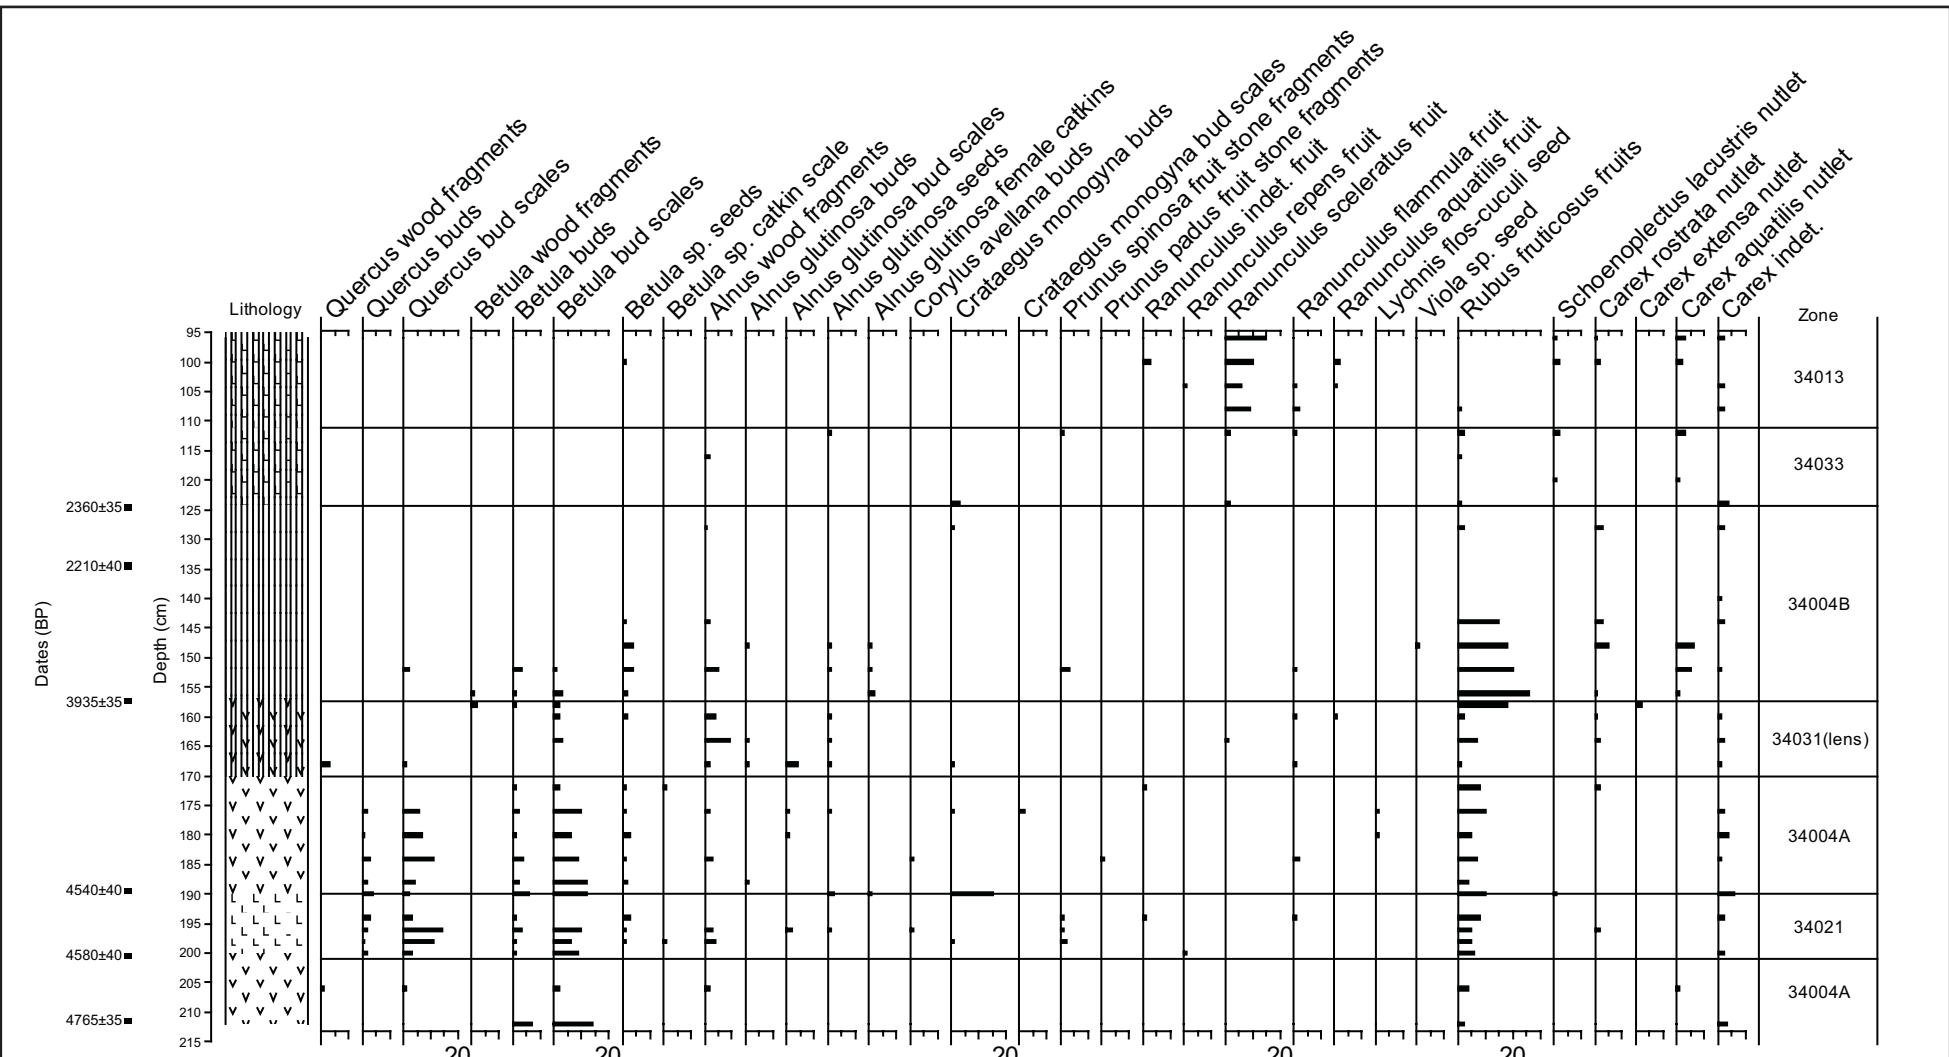 Quercus wood fragments
Quercus buds
Quercus bud scales
Betula wood fragments
Betula buds
Betula bud scales
Betula sp. seeds
Betula sp. catkin scale
Alnus wood fragments
Alnus glutinosa buds
Alnus glutinosa bud scales
Alnus glutinosa seeds
Alnus glutinosa female catkins
Corylus avellana buds
Crataegus monogyna buds
Crataegus monogyna bud scales
Prunus spinosa fruit stone fragments
Prunus padus fruit stone fragments
Ranunculus indet. fruit
Ranunculus repens fruit
Ranunculus sceleratus fruit
Ranunculus flammula fruit
Ranunculus aquatilis fruit
Lychnis flos-cuculi seed
Viola sp. seed
Rubus fruticosus fruits
Schoenoplectus lacustris nutlet
Carex rostrata nutlet
Carex extensa nutlet
Carex aquatilis nutlet
Carex indet.
Lithology
Zone
95
100
105
110
115
120
125
130
135
140
145
150
155
160
165
170
175
180
185
190
195
200
205
210
215
Depth (cm)
Dates (BP)
2360±35
2210±40
3935±35
4540±40
4580±40
4765±35
34013
34033
34004B
34031(lens)
34004A
34021
34004A
20
20
20
20
20